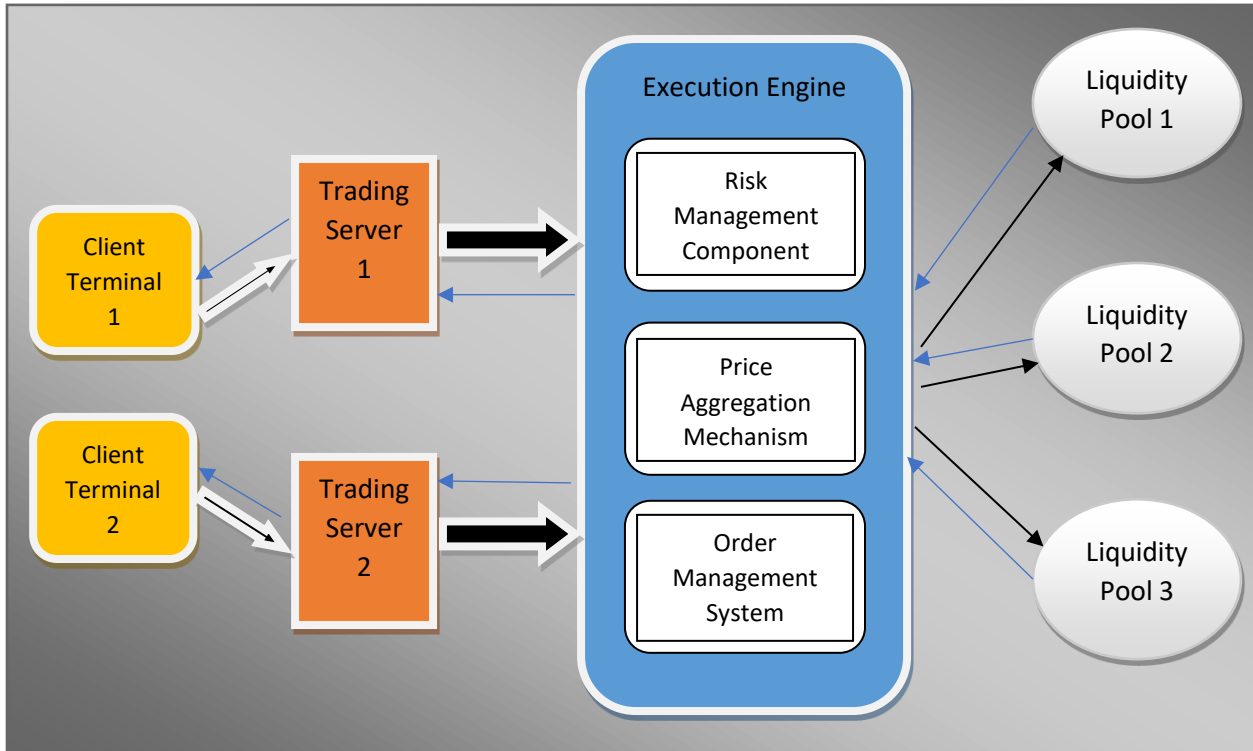 Client
Terminal
1
Client
Terminal
2
Trading
Server
1
Trading
Server
2
Execution Engine
Risk
Management
Component
Price
Aggregation
Mechanism
Order
Management
System
Liquidity
Pool 1
Liquidity
Pool 2
Liquidity
Pool 3